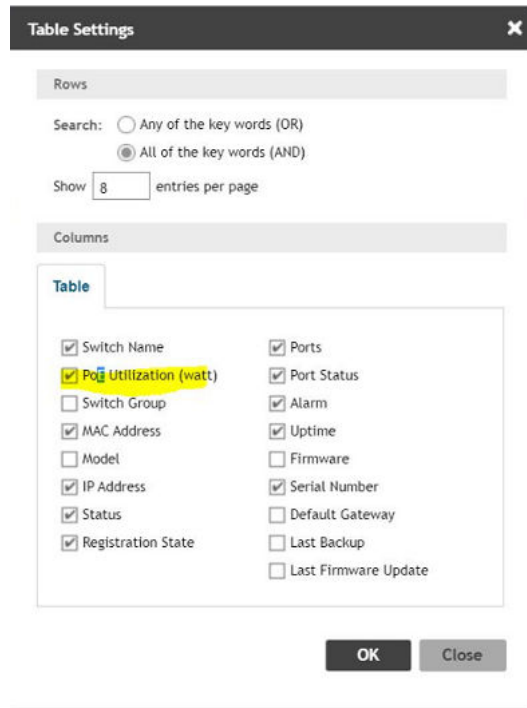 Table Settings
Rows
Search: Any of the key words (OR)
All of the key words (AND)
Show 8 entries per page
Columns
Table
Switch Name
PoE Utilization (watt)
Switch Group
MAC Address
Model
IP Address
Status
Registration State
Ports
Port Status
Alarm
Uptime
Firmware
Serial Number
Default Gateway
Last Backup
Last Firmware Update
OK
Close